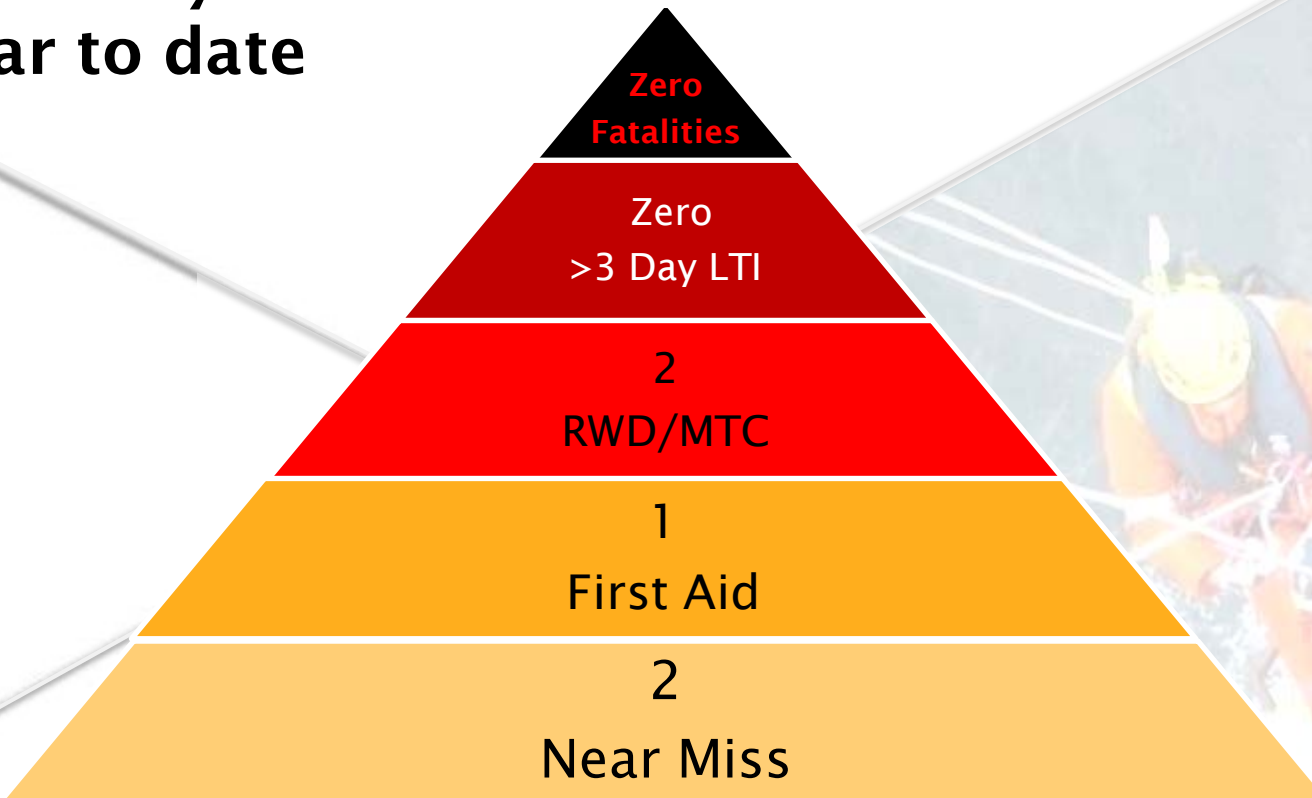 ar to date
Zero
Fatalities
Zero
>3 Day LTI
2
RWD/MTC
1
First Aid
2
Near Miss